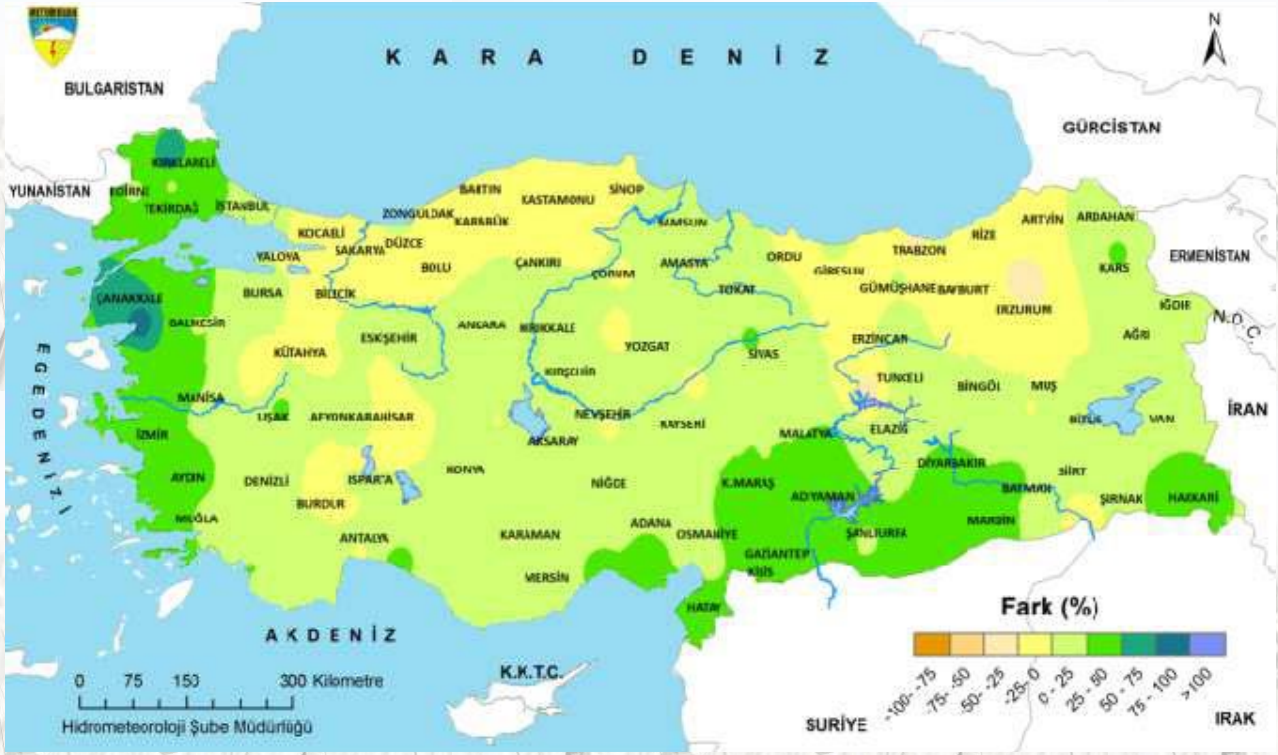 METEOROLOJİ
N
KARA DENİZ
BULGARİSTAN
GÜRCİSTAN
YUNANİSTAN
ERMENİSTAN
N.O.C.
İRAN
EGE DENİZİ
KIRKLARELİ
EDİRNE
TEKİRDAĞ
İSTANBUL
KOCAELİ
YALOVA
SAKARYA
DÜZCE
ZONGULDAK
BARTIN
KARABÜK
KASTAMONU
SİNOP
SAMSUN
BOLU
ÇANKIRI
ÇORUM
AMASYA
ORDU
GİRESUN
TRABZON
RİZE
ARTVİN
ARDAHAN
KARS
IĞDIR
ÇANAKKALE
BALIKESİR
BURSA
BİLECİK
ESKİŞEHİR
ANKARA
KIRIKKALE
TOKAT
GÜMÜŞHANE
BAYBURT
ERZURUM
AĞRI
KÜTAHYA
KIRŞEHİR
YOZGAT
SİVAS
ERZİNCAN
TUNCELİ
BİNGÖL
MUŞ
MANİSA
UŞAK
AFYONKARAHİSAR
NEVŞEHİR
KAYSERİ
MALATYA
ELAZIĞ
BİTLİS
VAN
İZMİR
AKSARAY
DİYARBAKIR
SİİRT
AYDIN
DENİZLİ
ISPARTA
BURDUR
KONYA
NİĞDE
K.MARAŞ
ADIYAMAN
BATMAN
ŞIRNAK
HAKKARİ
MUĞLA
ANTALYA
KARAMAN
ADANA
OSMANİYE
GAZİANTEP
ŞANLIURFA
MARDİN
MERSİN
KİLİS
HATAY
AKDENİZ
K.K.T.C.
SURİYE
IRAK
0 75 150 300 Kilometre
Hidrometeoroloji Şube Müdürlüğü
Fark (%)
-100--75
-75--50
-50--25
-25-0
0 - 25
25 - 50
50 - 75
75 - 100
>100